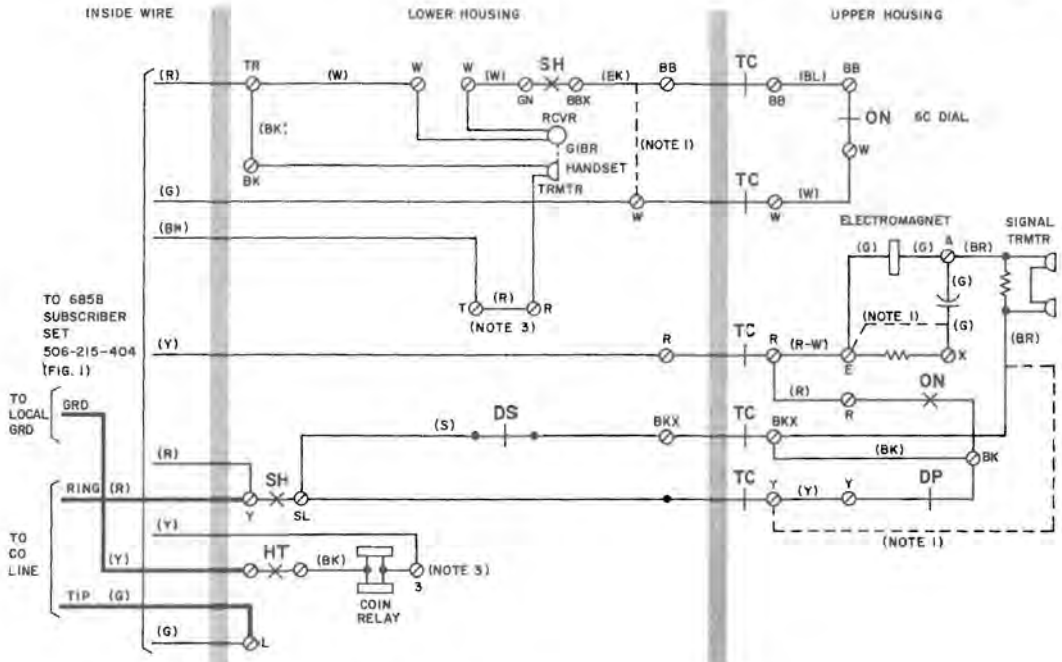 INSIDE WIRE
LOWER HOUSING
UPPER HOUSING
(R)
TR
(W)
W
W
(W)
SH
(BK)
BB
TC
(BL)
BB
GN
BBX
BB
RCVR
ON
6C DIAL
(BK)
G1BR
(NOTE 1)
W
HANDSET
BK
TRMTR
TC
(G)
W
W
(W)
(BK)
ELECTROMAGNET
SIGNAL
TRMTR
(G)
(G)
A
(BR)
(G)
T
(R)
R
(NOTE 3)
TO 685B
SUBSCRIBER
SET
506-215-404
(FIG. 1)
(NOTE 1)
(G)
(BR)
(Y)
R
TC
R
(R-W)
E
X
TO
LOCAL
GRD
GRD
(R)
R
ON
DS
(S)
BKX
TC
BKX
(BK)
BK
(R)
RING (R)
SH
Y
SL
TC
Y
(Y)
Y
DP
TO
CO
LINE
(Y)
(NOTE 1)
(Y)
HT
(BK)
3
(NOTE 3)
COIN
RELAY
TIP (G)
(G)
L